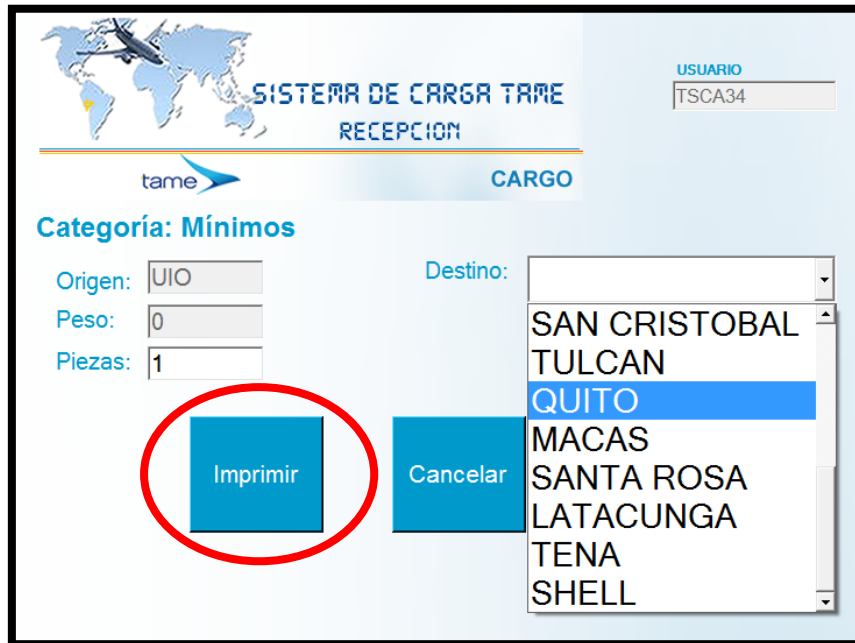 SISTEMA DE CARGA TAME
RECEPCION
USUARIO
TSCA34
tame
CARGO
Categoría: Mínimos
Origen: UIO
Peso: 0
Piezas: 1
Destino:
SAN CRISTOBAL
TULCAN
QUITO
MACAS
SANTA ROSA
LATACUNGA
TENA
SHELL
Imprimir
Cancelar